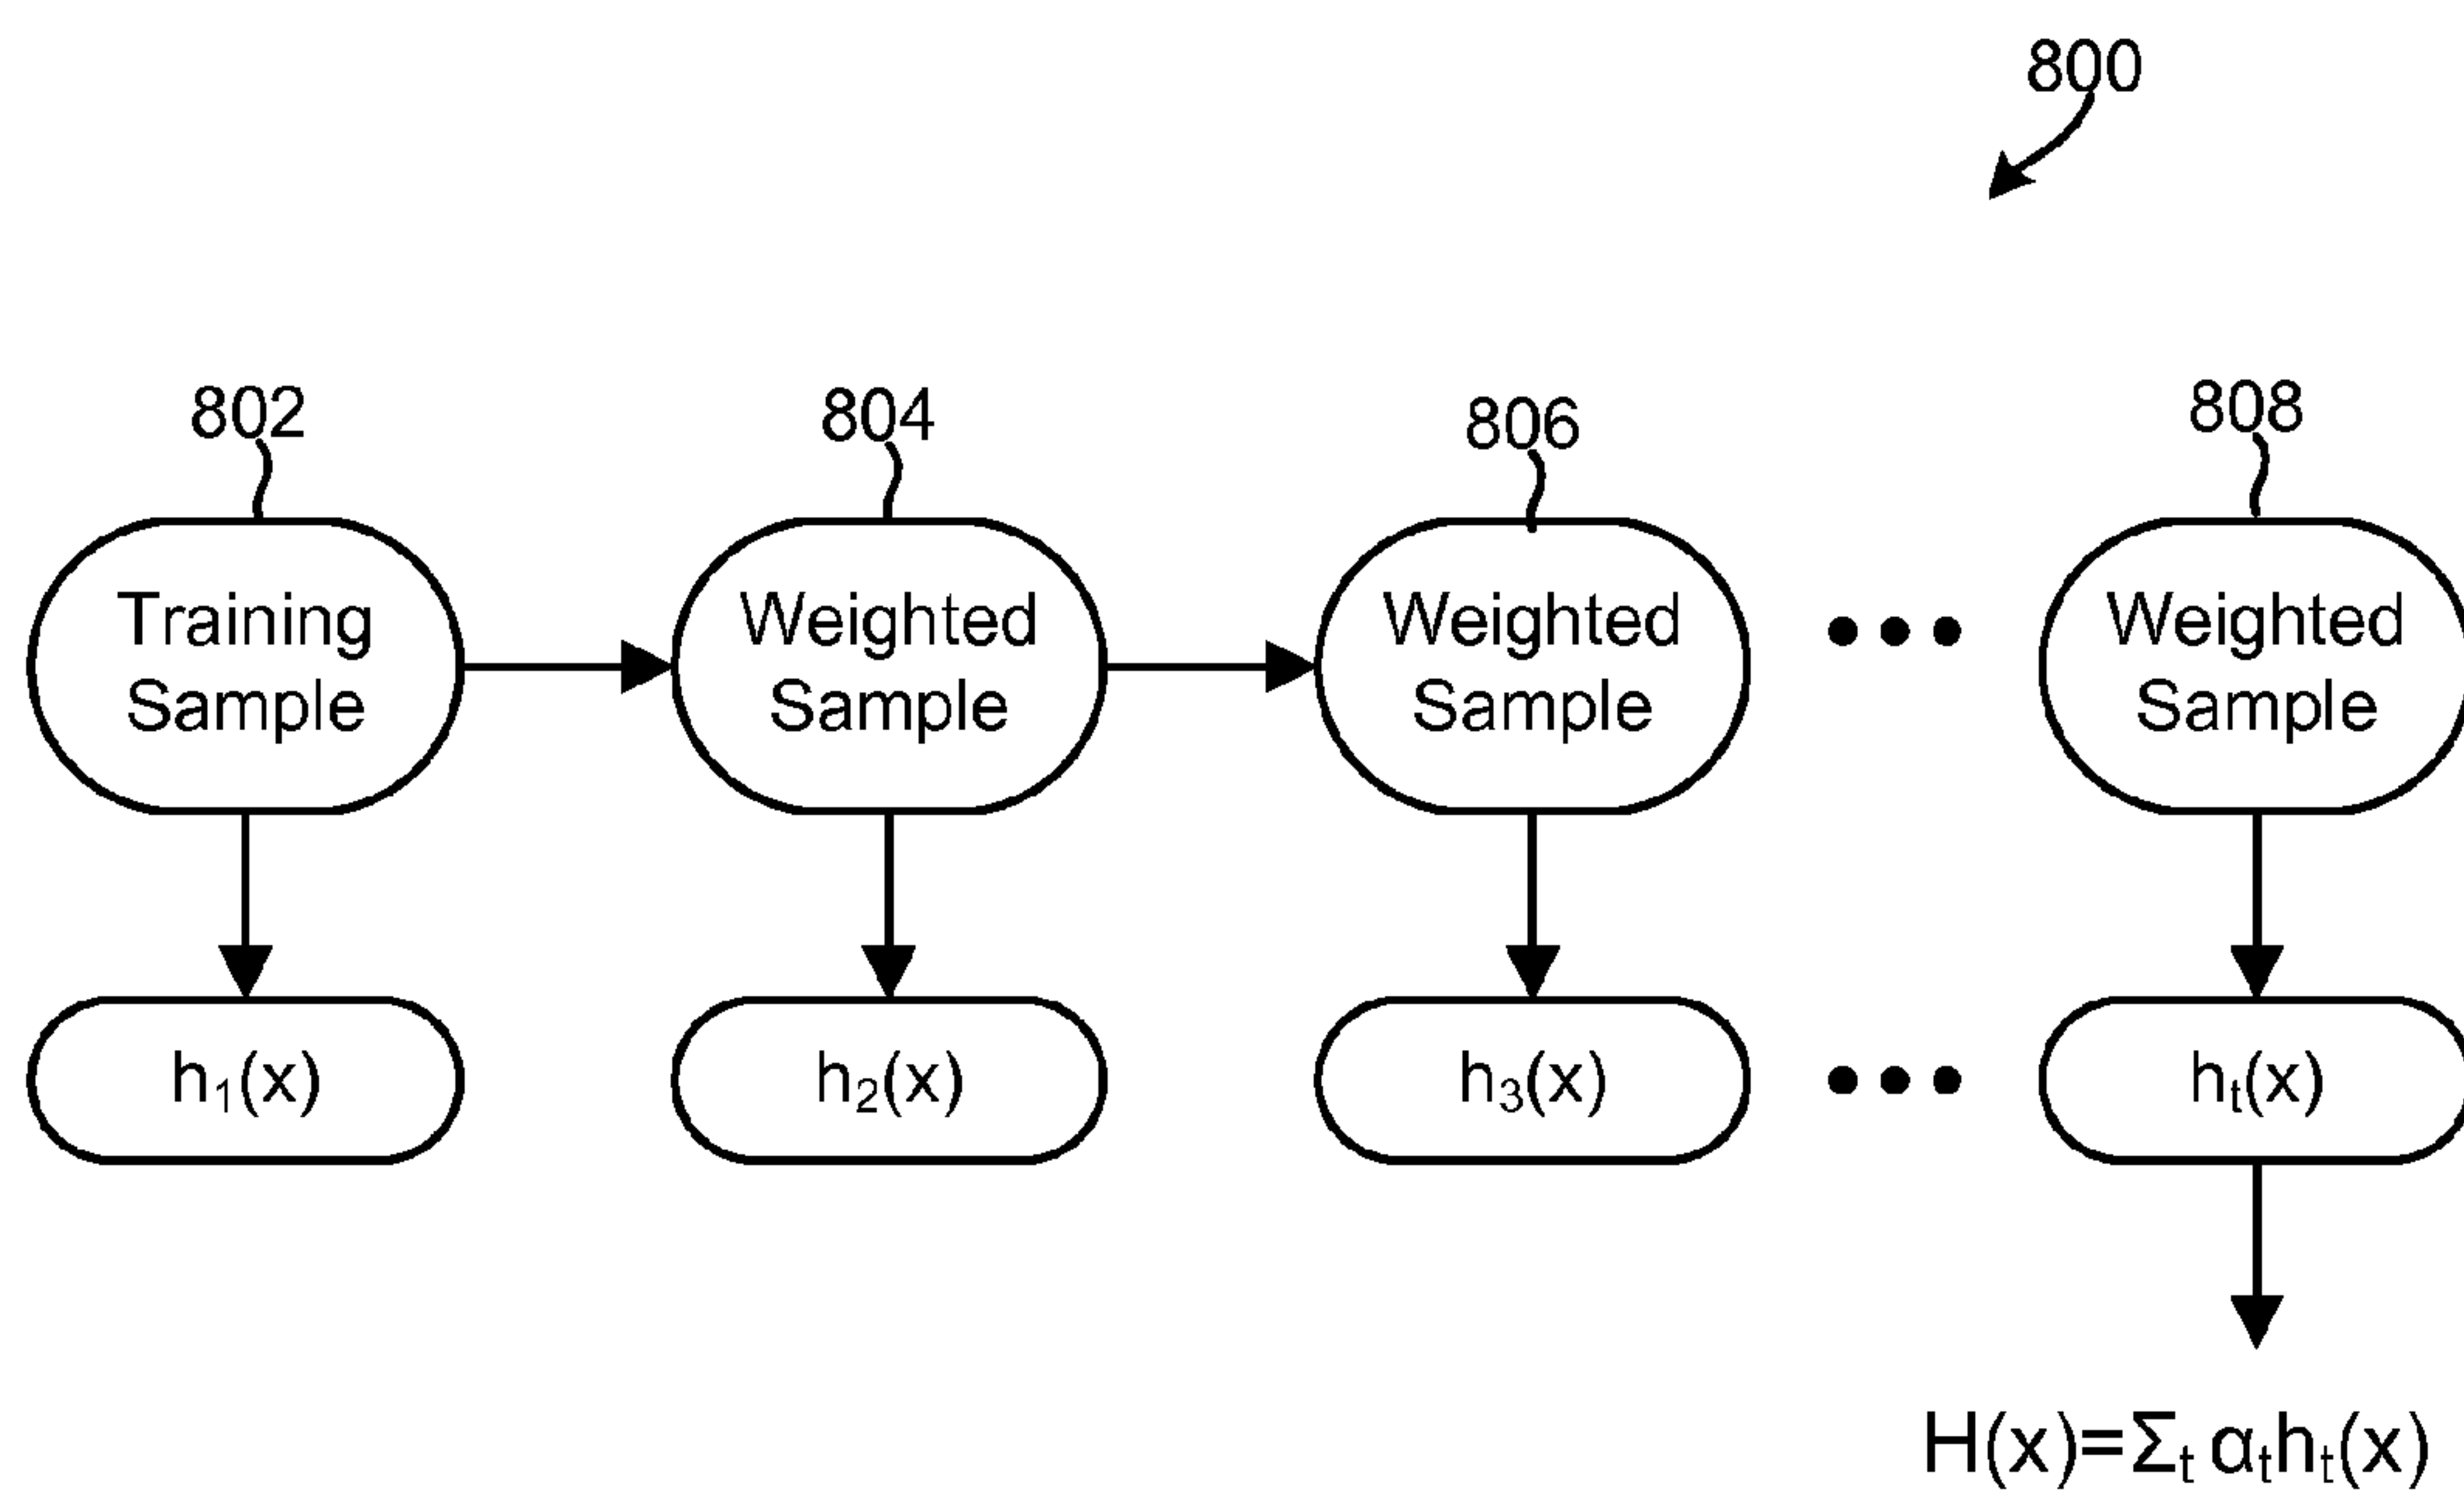 800
802
804
806
808
Training
Sample
Weighted
Sample
Weighted
Sample
Weighted
Sample
h₁(x)
h₂(x)
h₃(x)
hₜ(x)
H(x)=Σₜ αₜhₜ(x)